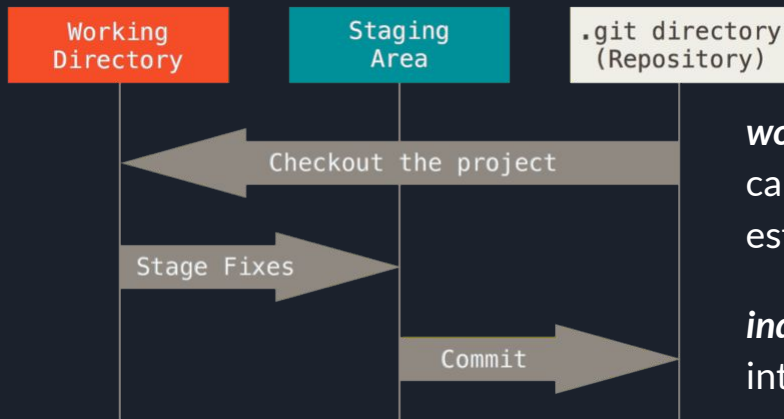 Working
Directory
Staging
Area
.git directory
(Repository)
Checkout the project
Stage Fixes
Commit